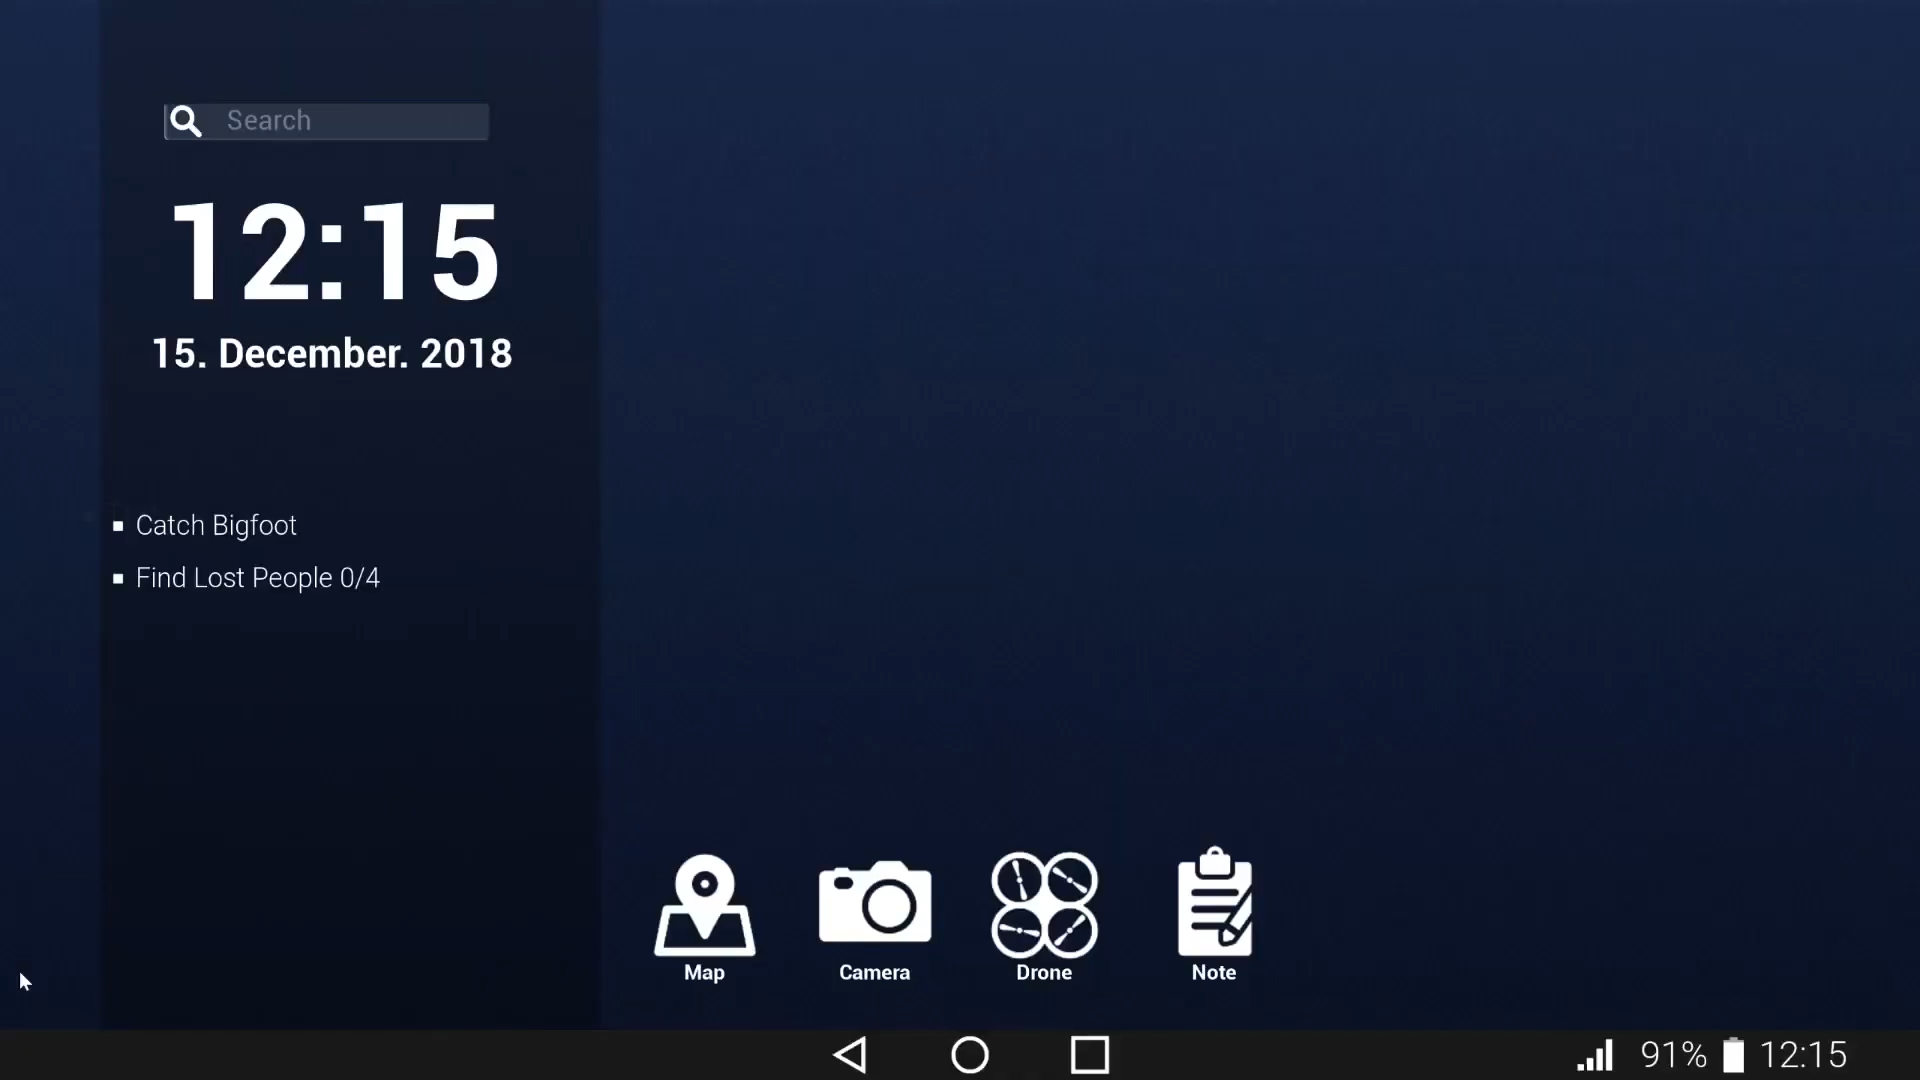 Search
12:15
15. December. 2018
Catch Bigfoot
Find Lost People 0/4
Map
Camera
Drone
Note
91%
12:15